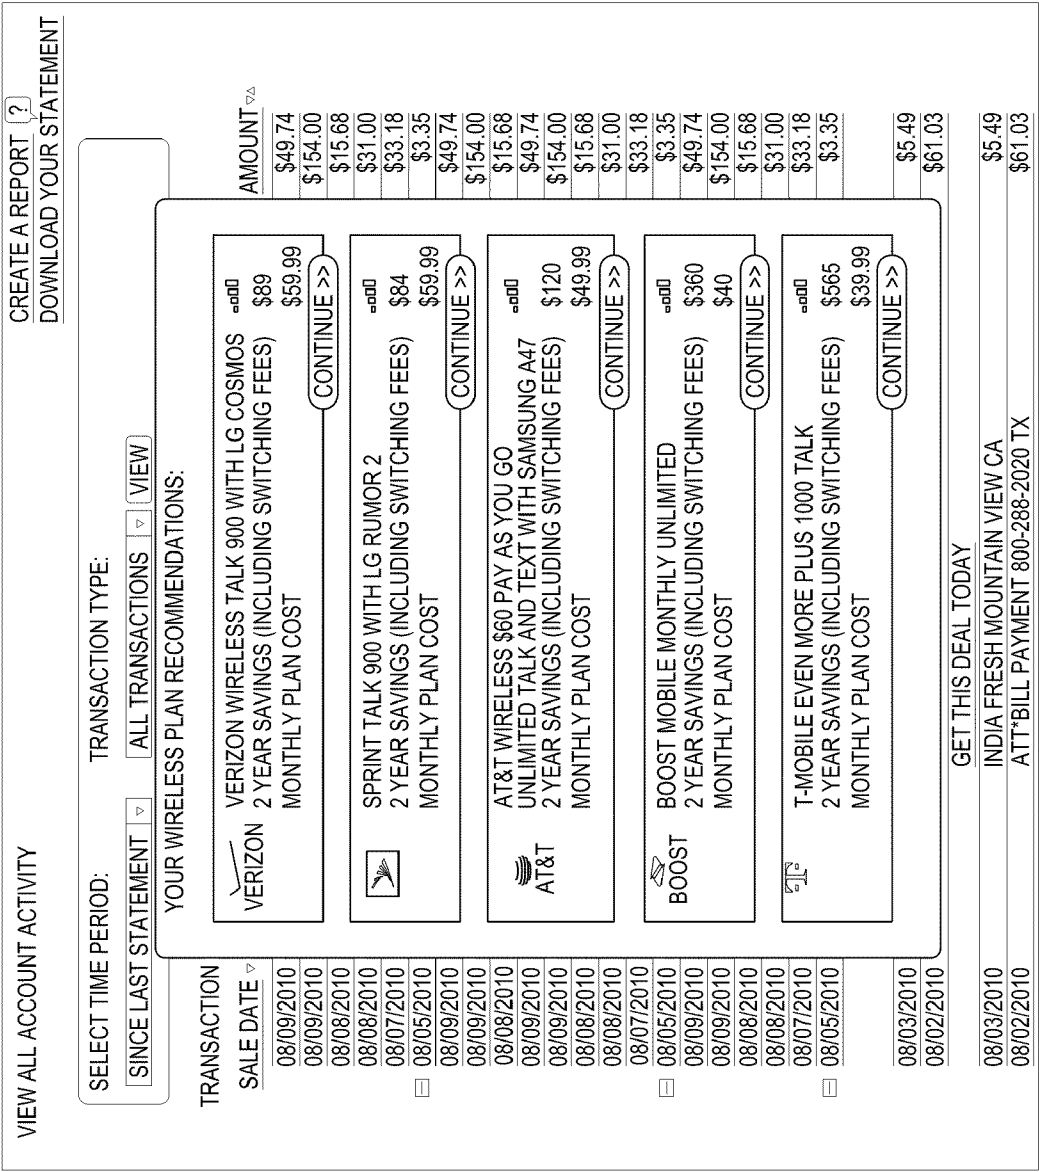 CREATE A REPORT ?
VIEW ALL ACCOUNT ACTIVITY
DOWNLOAD YOUR STATEMENT
SELECT TIME PERIOD:
TRANSACTION TYPE:
SINCE LAST STATEMENT
ALL TRANSACTIONS
VIEW
TRANSACTION
SALE DATE
08/09/2010
08/09/2010
08/08/2010
08/08/2010
08/07/2010
08/05/2010
08/09/2010
08/09/2010
08/08/2010
08/09/2010
08/09/2010
08/08/2010
08/08/2010
08/07/2010
08/05/2010
08/09/2010
08/09/2010
08/08/2010
08/08/2010
08/07/2010
08/05/2010
08/03/2010
08/02/2010
YOUR WIRELESS PLAN RECOMMENDATIONS:
VERIZON
VERIZON WIRELESS TALK 900 WITH LG COSMOS
2 YEAR SAVINGS (INCLUDING SWITCHING FEES) $89
MONTHLY PLAN COST $59.99
CONTINUE >>
SPRINT TALK 900 WITH LG RUMOR 2
2 YEAR SAVINGS (INCLUDING SWITCHING FEES) $84
MONTHLY PLAN COST $59.99
CONTINUE >>
AT&T
AT&T WIRELESS $60 PAY AS YOU GO
UNLIMITED TALK AND TEXT WITH SAMSUNG A47
2 YEAR SAVINGS (INCLUDING SWITCHING FEES) $120
MONTHLY PLAN COST $49.99
CONTINUE >>
BOOST
BOOST MOBILE MONTHLY UNLIMITED
2 YEAR SAVINGS (INCLUDING SWITCHING FEES) $360
MONTHLY PLAN COST $40
CONTINUE >>
T
T-MOBILE EVEN MORE PLUS 1000 TALK
2 YEAR SAVINGS (INCLUDING SWITCHING FEES) $565
MONTHLY PLAN COST $39.99
CONTINUE >>
AMOUNT
$49.74
$154.00
$15.68
$31.00
$33.18
$3.35
$49.74
$154.00
$15.68
$49.74
$154.00
$15.68
$31.00
$33.18
$3.35
$49.74
$154.00
$15.68
$31.00
$33.18
$3.35
$5.49
$61.03
GET THIS DEAL TODAY
08/03/2010 INDIA FRESH MOUNTAIN VIEW CA $5.49
08/02/2010 ATT*BILL PAYMENT 800-288-2020 TX $61.03